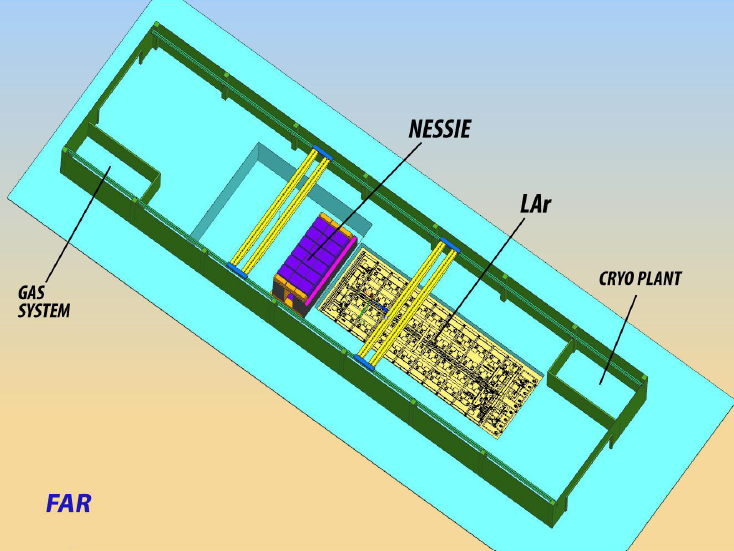 NESSIE
LAr
CRYO PLANT
GAS
SYSTEM
FAR